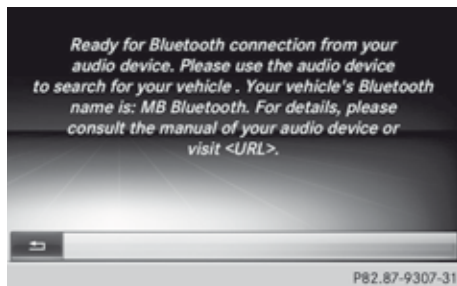 Ready for Bluetooth connection from your
audio device. Please use the audio device
to search for your vehicle . Your vehicle's Bluetooth
name is: MB Bluetooth. For details, please
consult the manual of your audio device or
visit <URL>.
P82.87-9307-31